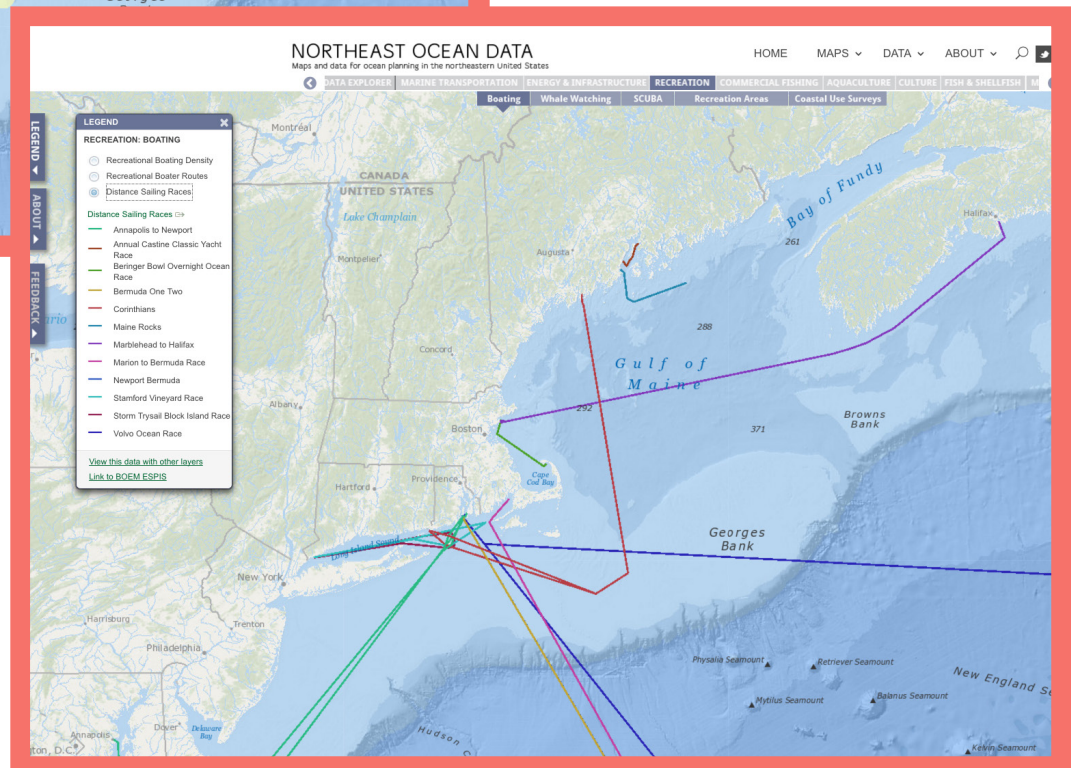 NORTHEAST OCEAN DATA
Maps and data for ocean planning in the northeastern United States
HOME MAPS DATA ABOUT
DATA EXPLORER MARINE TRANSPORTATION ENERGY & INFRASTRUCTURE RECREATION COMMERCIAL FISHING AQUACULTURE CULTURE FISH & SHELLFISH M
Boating Whale Watching SCUBA Recreation Areas Coastal Use Surveys
LEGEND
ABOUT
FEEDBACK
LEGEND
RECREATION: BOATING
Recreational Boating Density
Recreational Boater Routes
Distance Sailing Races
Distance Sailing Races
Annapolis to Newport
Annual Castine Classic Yacht
Race
Beringer Bowl Overnight Ocean
Race
Bermuda One Two
Corinthians
Maine Rocks
Marblehead to Halifax
Marion to Bermuda Race
Newport Bermuda
Stamford Vineyard Race
Storm Trysail Block Island Race
Volvo Ocean Race
View this data with other layers
Link to BOEM ESPIS
Montréal
CANADA
UNITED STATES
Lake Champlain
Montpelier
Augusta
Bay of Fundy
261
Halifax
288
Concord
Gulf of
Maine
Albany
292
Boston
371
Browns
Bank
Cape
Cod Bay
Providence
Hartford
Long Island Sound
Georges
Bank
New York
Harrisburg
Trenton
Philadelphia
Physalia Seamount
Retriever Seamount
New England
Mytilus Seamount
Balanus Seamount
Dover
Delaware
Bay
Annapolis
Hudson
Kelvin Seamount
ton, D.C.